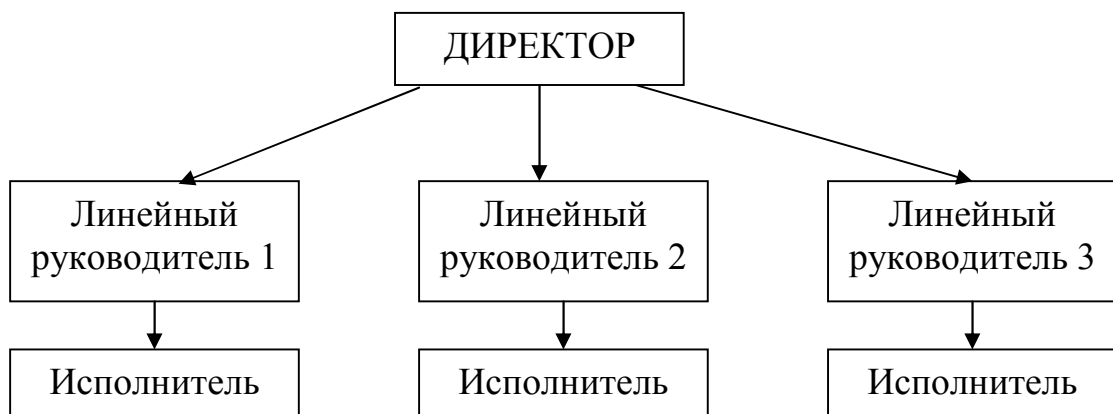 ДИРЕКТОР
Линейный
руководитель 1
Линейный
руководитель 2
Линейный
руководитель 3
Исполнитель
Исполнитель
Исполнитель